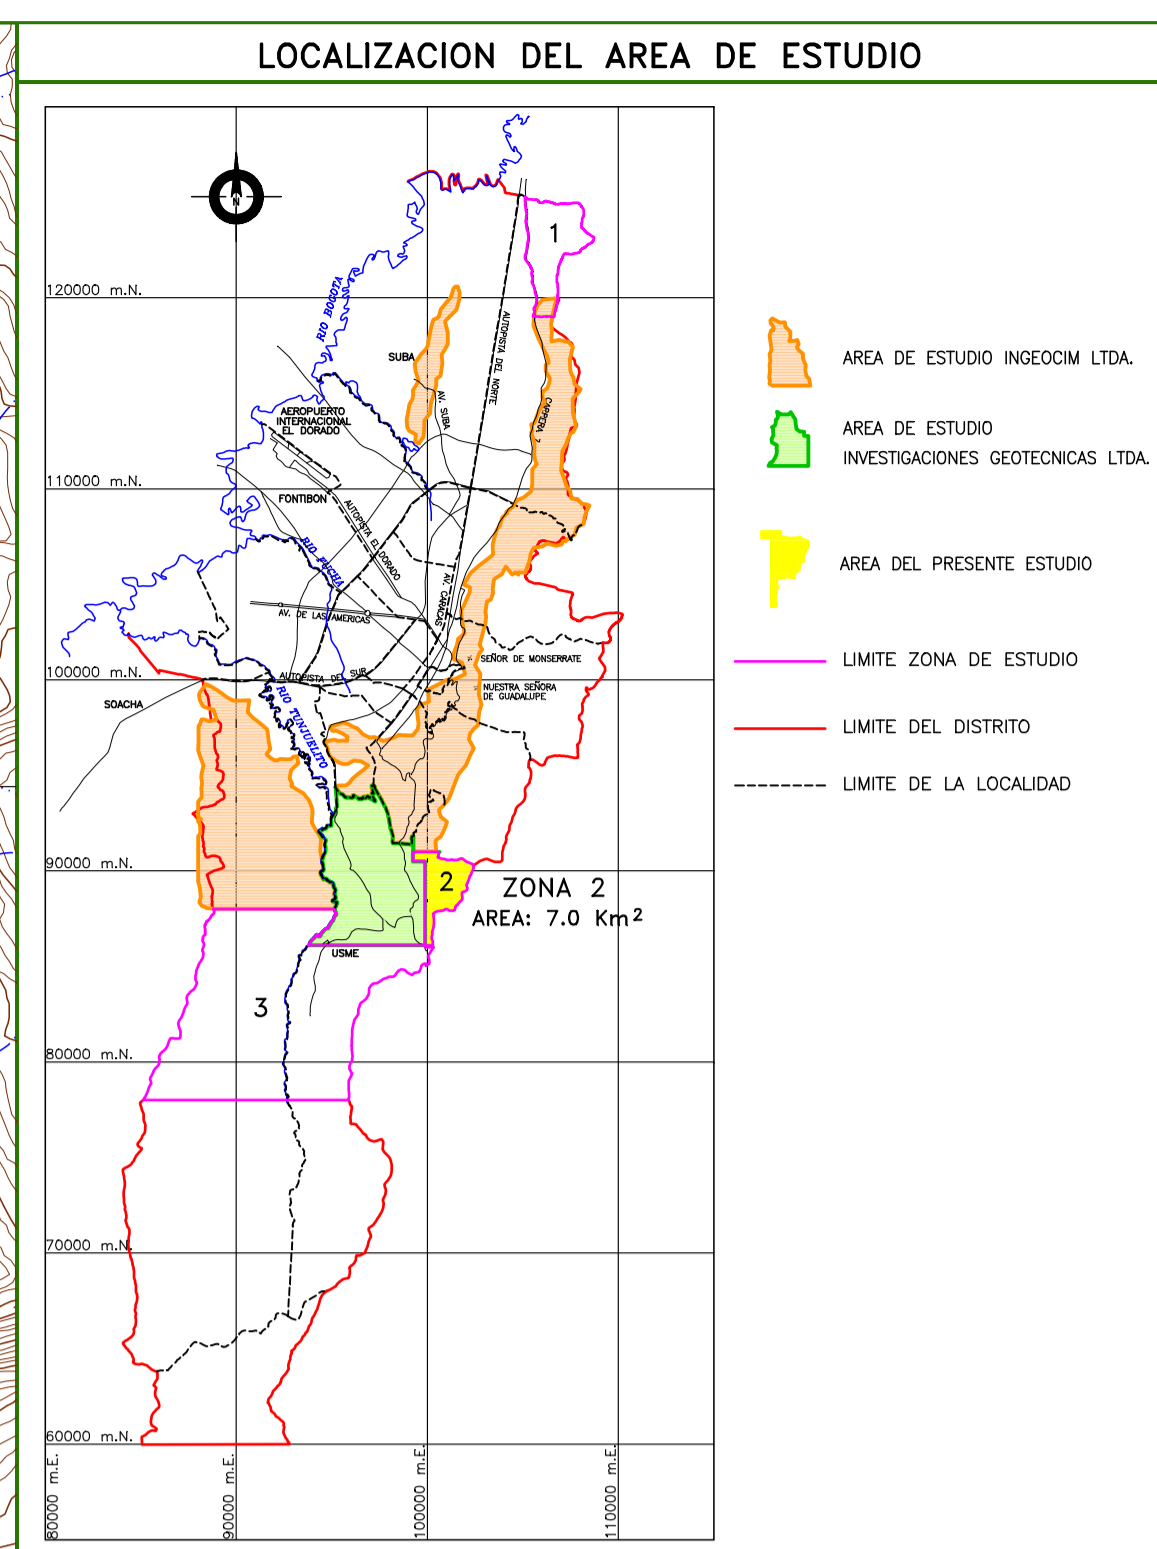 LOCALIZACION DEL AREA DE ESTUDIO
N
1
120000 m.N.
RIO BOGOTA
AUTOPISTA DEL NORTE
SUBA
AV. SUBA
CARRERA 7
AEROPUERTO
INTERNACIONAL
EL DORADO
110000 m.N.
FONTIBON
AUTOPISTA EL DORADO
RIO FUCHA
AV. CARACAS
AV. DE LAS AMERICAS
SEÑOR DE MONSERRATE
100000 m.N.
AUTOPISTA DEL SUR
NUESTRA SEÑORA
DE GUADALUPE
SOACHA
RIO TUNJUELITO
90000 m.N.
2
ZONA 2
AREA: 7.0 Km²
USME
3
80000 m.N.
70000 m.N.
60000 m.N.
80000 m.E.
90000 m.E.
100000 m.E.
110000 m.E.
AREA DE ESTUDIO INGEOCIM LTDA.
AREA DE ESTUDIO
INVESTIGACIONES GEOTECNICAS LTDA.
AREA DEL PRESENTE ESTUDIO
LIMITE ZONA DE ESTUDIO
LIMITE DEL DISTRITO
LIMITE DE LA LOCALIDAD